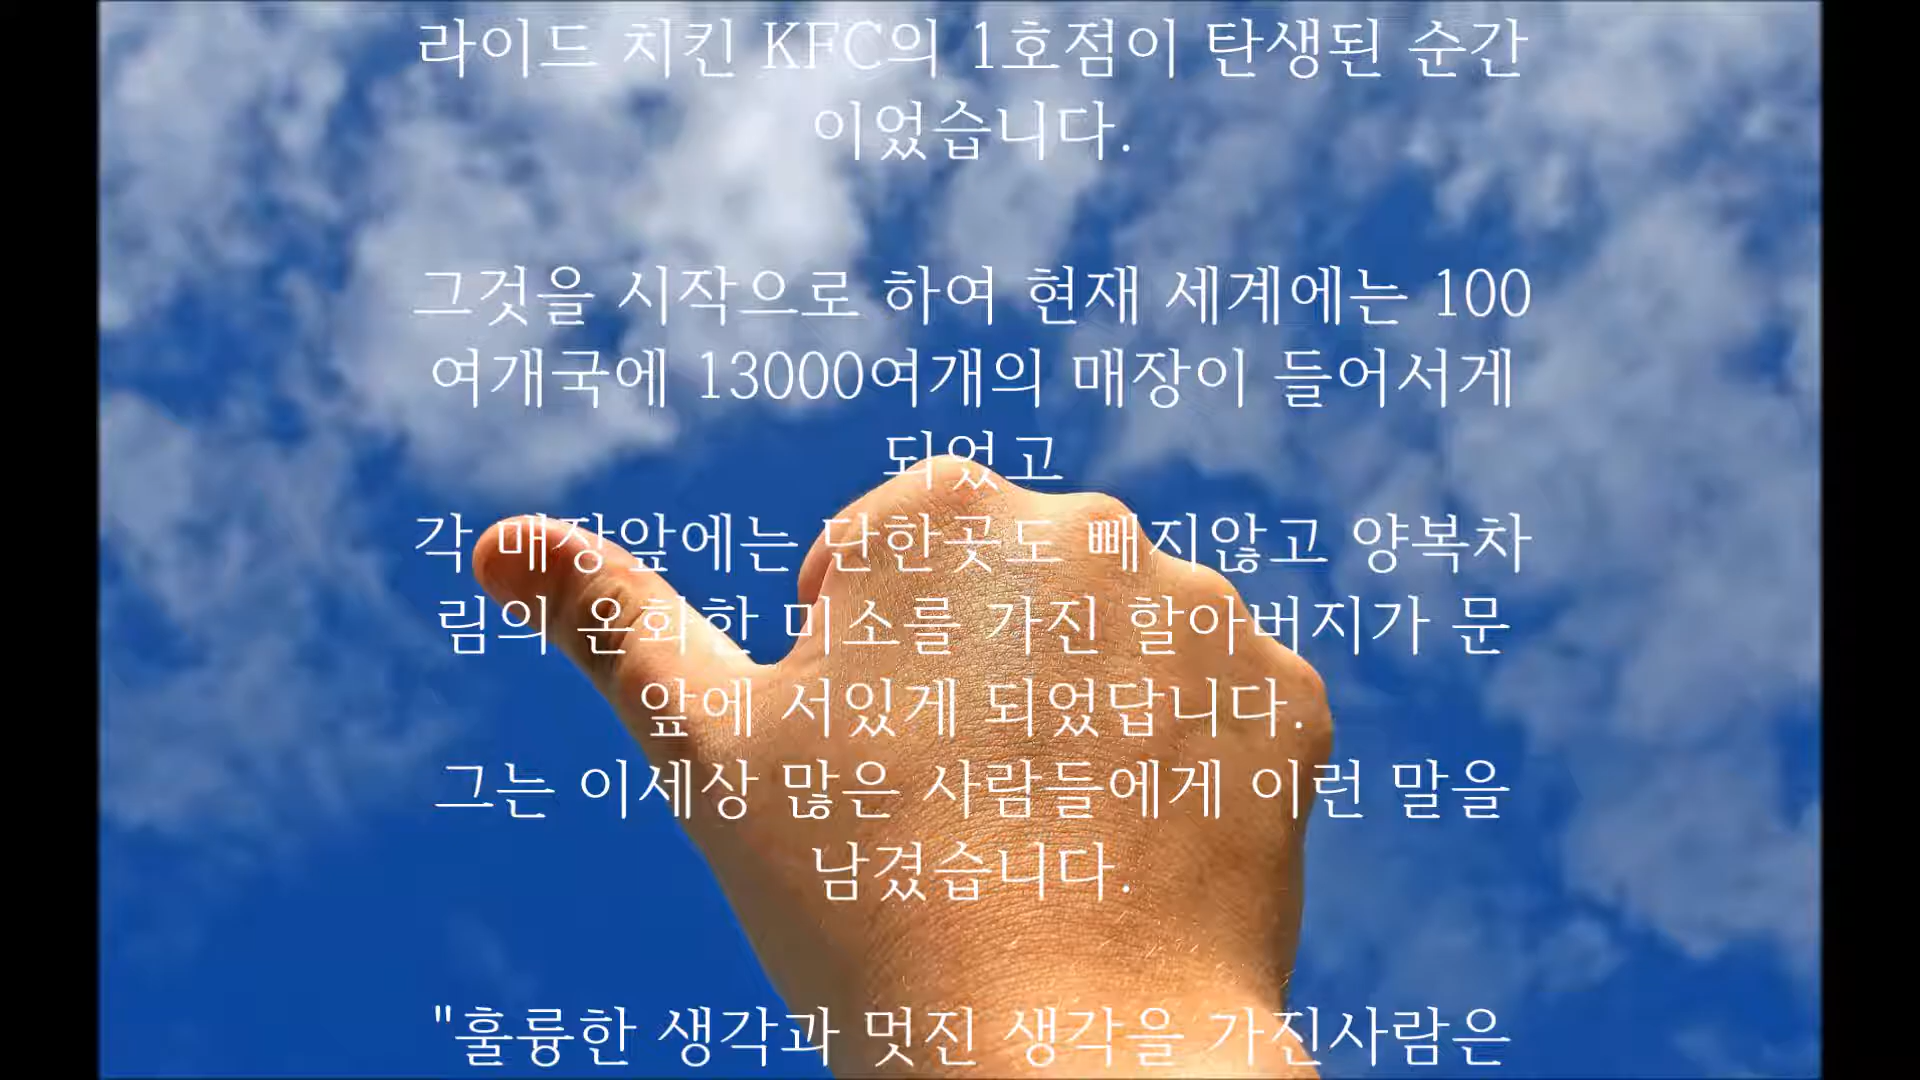 라이드 치킨 KFC의 1호점이 탄생된 순간
이었습니다.
그것을 시작으로 하여 현재 세계에는 100
여개국에 13000여개의 매장이 들어서게
되었고
각 매장앞에는 단한곳도 빼지않고 양복차
림의 온화한 미소를 가진 할아버지가 문
앞에 서있게 되었답니다.
그는 이세상 많은 사람들에게 이런 말을
남겼습니다.
"훌륭한 생각과 멋진 생각을 가진사람은